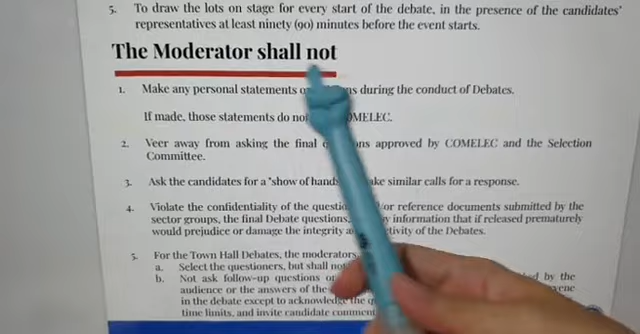 5. To draw the lots on stage for every start of the debate, in the presence of the candidates'
representatives at least ninety (90) minutes before the event starts.
The Moderator shall not
1. Make any personal statements during the conduct of Debates.
If made, those statements do
2. Veer away from asking the final approved by COMELEC and the Selection
Committee.
3. Ask the candidates for a "show of similar calls for a response.
4. Violate the confidentiality of the reference documents submitted by the
sector groups, the final Debate questions, information that if released prematurely
would prejudice or damage the integrity of the Debates.
5. For the Town Hall Debates, the
a. Select the questioners, but shall
b. Not ask follow-up questions by the
audience or the answers of the
in the debate except to acknowledge the
time limits, and invite candidate